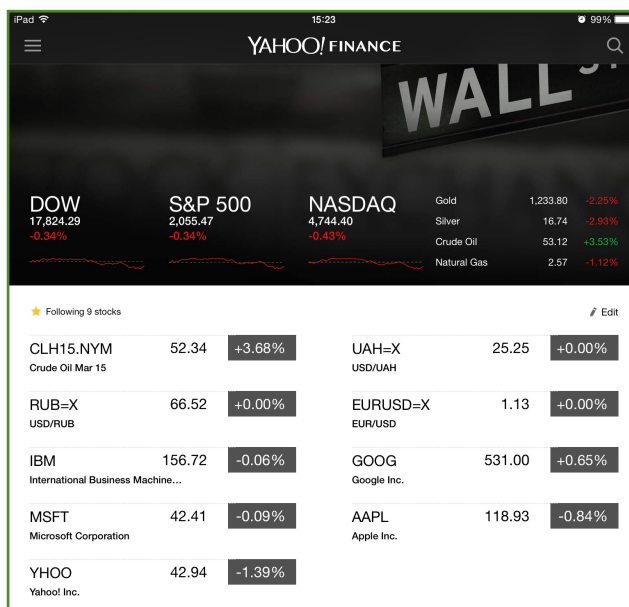 iPad 15:23 99%
YAHOO! FINANCE
WALL ST
DOW
17,824.29
-0.34%
S&P 500
2,055.47
-0.34%
NASDAQ
4,744.40
-0.43%
Gold 1,233.80 -2.25%
Silver 16.74 -2.93%
Crude Oil 53.12 +3.53%
Natural Gas 2.57 -1.12%
Following 9 stocks
Edit
CLH15.NYM 52.34 +3.68%
Crude Oil Mar 15
UAH=X 25.25 +0.00%
USD/UAH
RUB=X 66.52 +0.00%
USD/RUB
EURUSD=X 1.13 +0.00%
EUR/USD
IBM 156.72 -0.06%
International Business Machine...
GOOG 531.00 +0.65%
Google Inc.
MSFT 42.41 -0.09%
Microsoft Corporation
AAPL 118.93 -0.84%
Apple Inc.
YHOO 42.94 -1.39%
Yahoo! Inc.